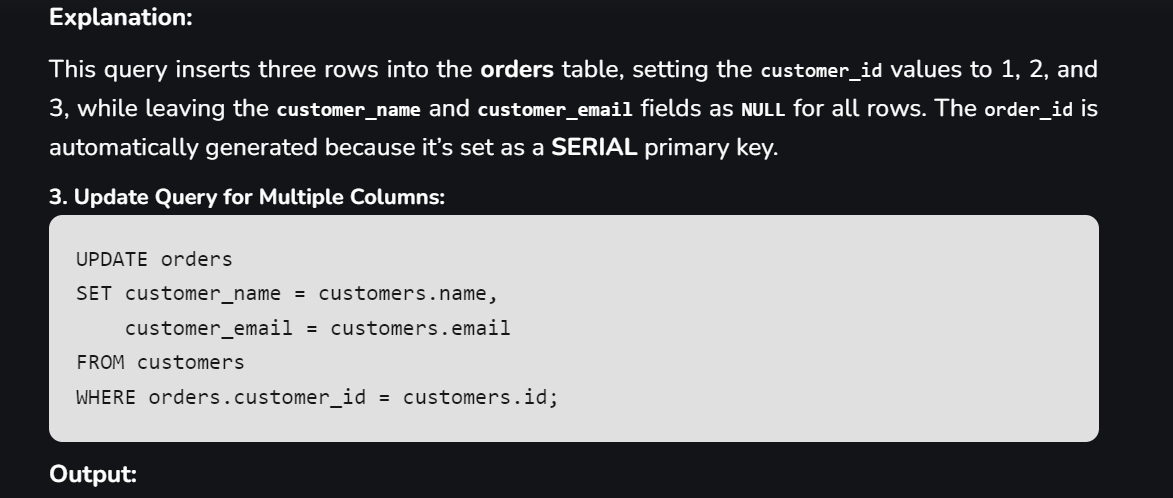 Explanation:
This query inserts three rows into the orders table, setting the customer_id values to 1, 2, and
3, while leaving the customer_name and customer_email fields as NULL for all rows. The order_id is
automatically generated because it’s set as a SERIAL primary key.
3. Update Query for Multiple Columns:
UPDATE orders
SET customer_name = customers.name,
    customer_email = customers.email
FROM customers
WHERE orders.customer_id = customers.id;
Output: